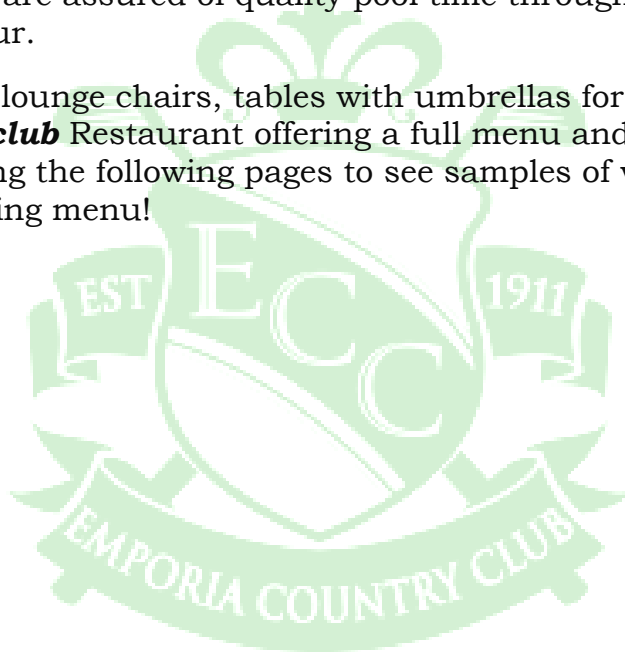 are assured of quality pool time through
ur.
lounge chairs, tables with umbrellas for
club Restaurant offering a full menu and
ng the following pages to see samples of
ing menu!
EST
1911
ECC
EMPORIA COUNTRY CLUB